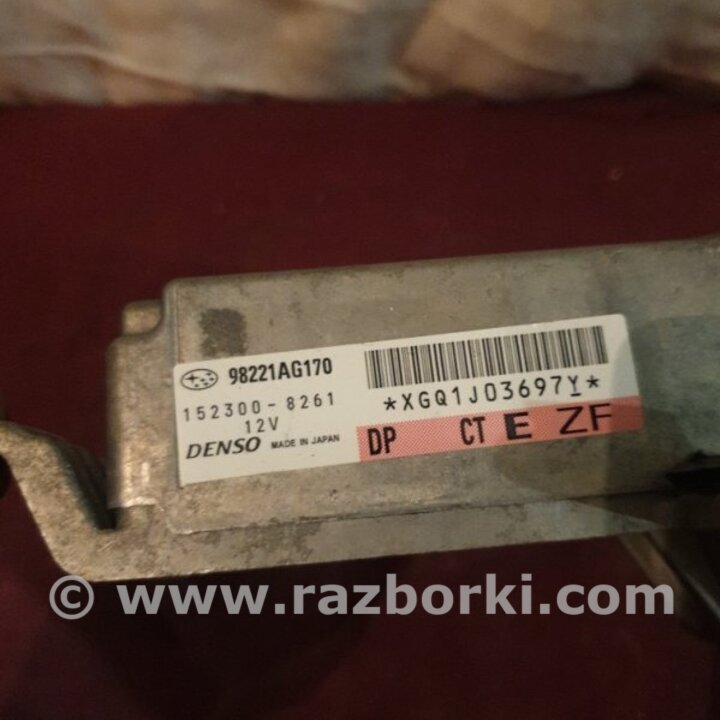 98221AG170
152300-8261
12V
DENSO MADE IN JAPAN
*XGQ1J03697Y*
DP CT E ZF
© www.razborki.com